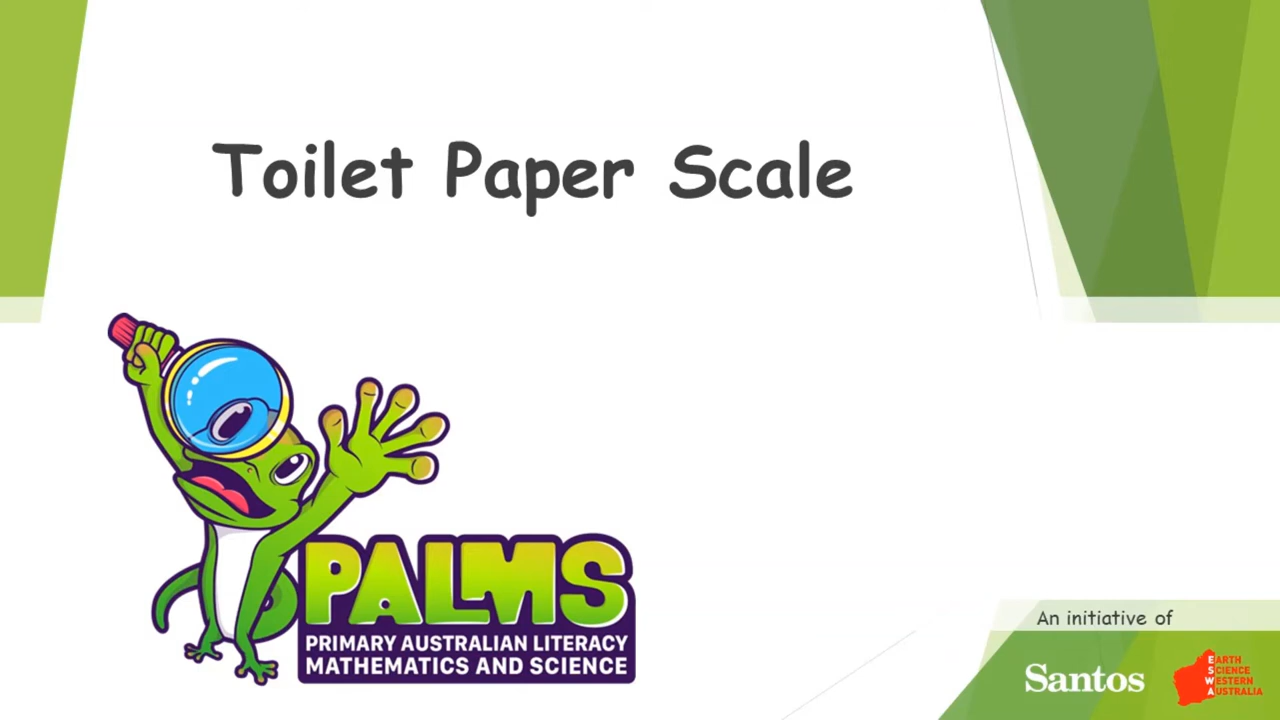 Toilet Paper Scale
PALMS
PRIMARY AUSTRALIAN LITERACY
MATHEMATICS AND SCIENCE
An initiative of
Santos
EARTH
SCIENCE
WESTERN
AUSTRALIA